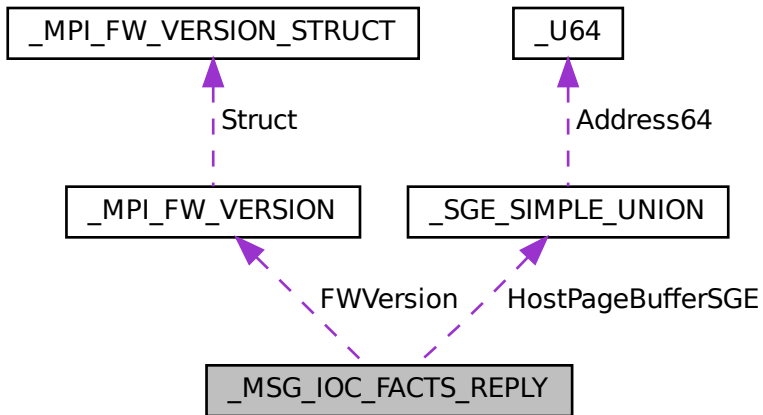 _MPI_FW_VERSION_STRUCT
_U64
Struct
Address64
_MPI_FW_VERSION
_SGE_SIMPLE_UNION
FWVersion
HostPageBufferSGE
_MSG_IOC_FACTS_REPLY